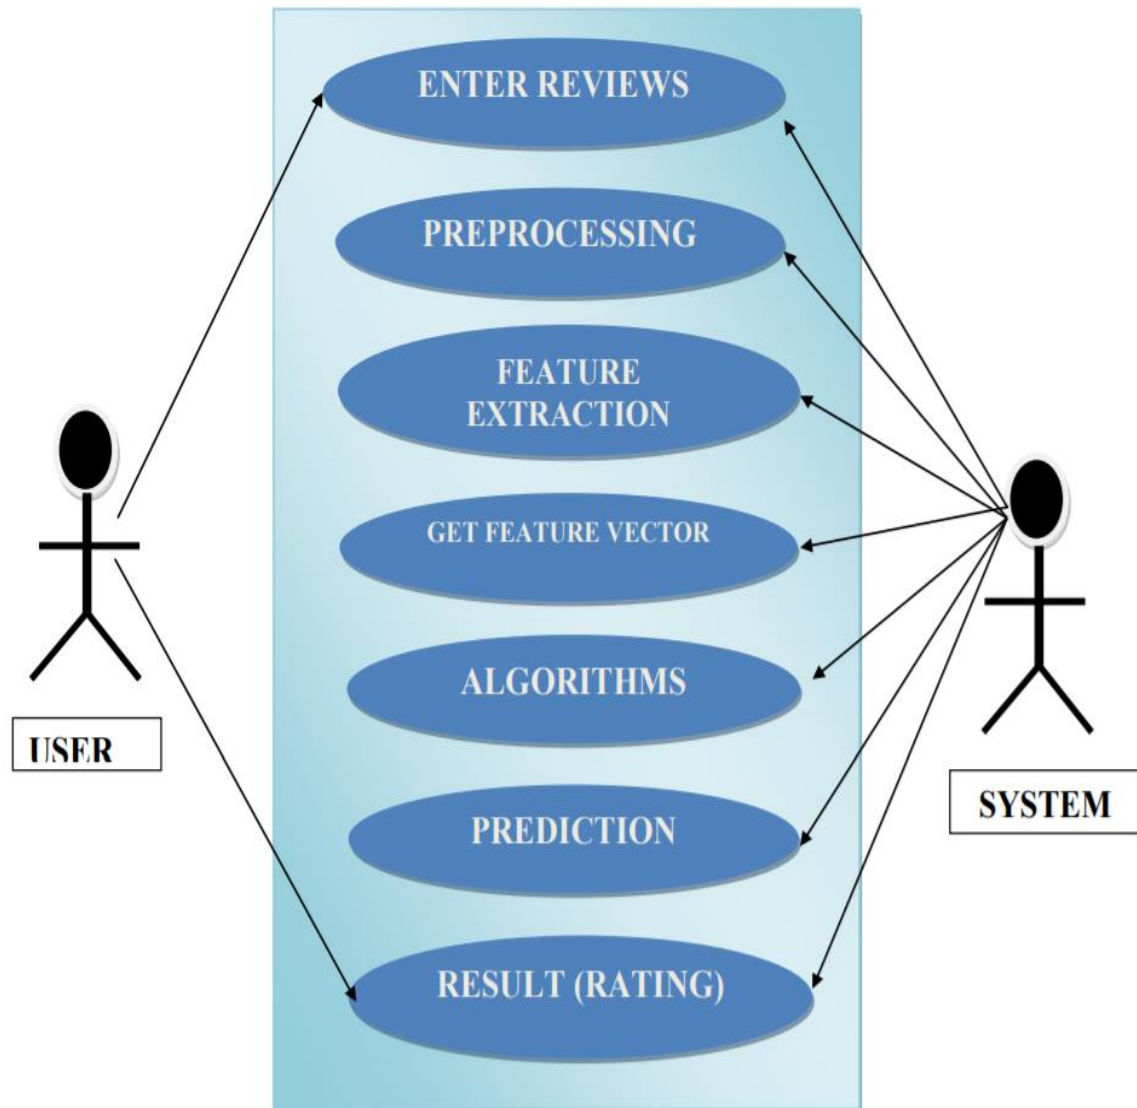 ENTER REVIEWS
PREPROCESSING
FEATURE
EXTRACTION
GET FEATURE VECTOR
ALGORITHMS
USER
SYSTEM
PREDICTION
RESULT (RATING)